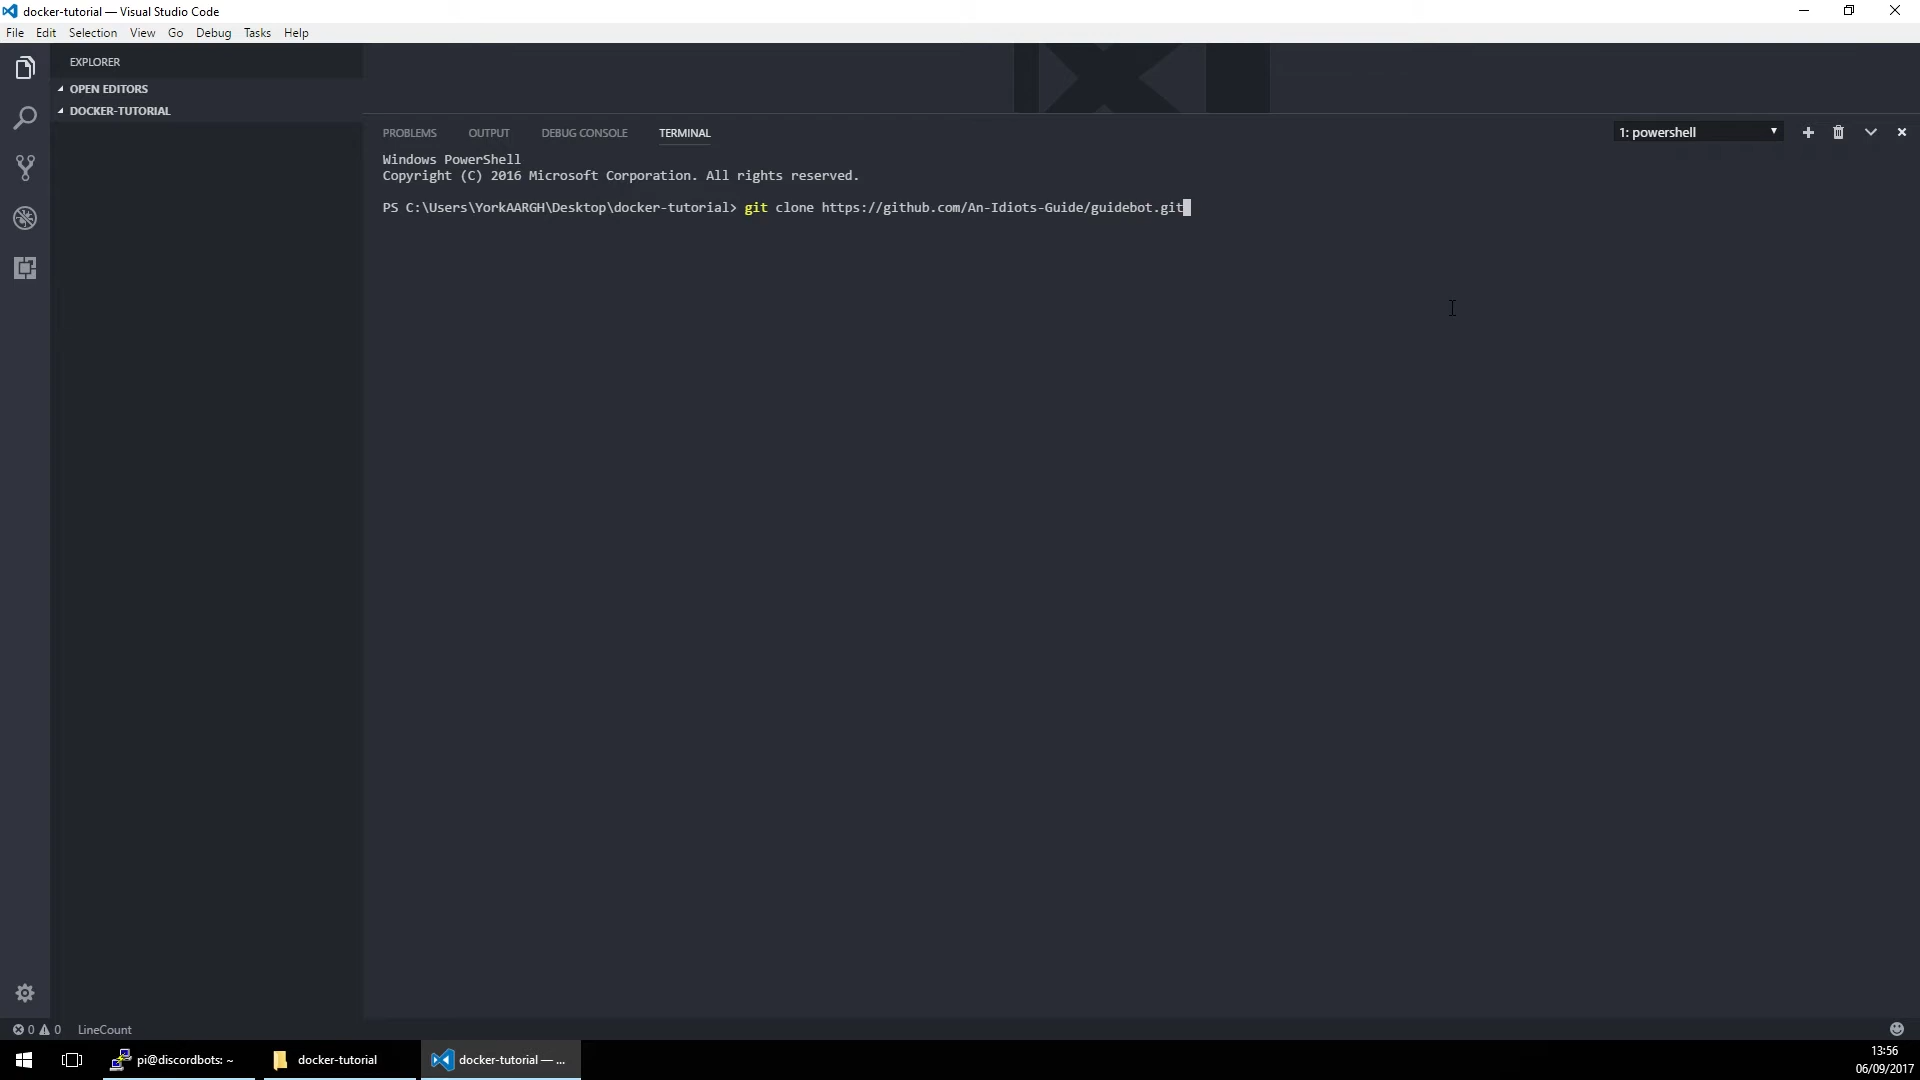 docker-tutorial — Visual Studio Code
File Edit Selection View Go Debug Tasks Help
EXPLORER
OPEN EDITORS
DOCKER-TUTORIAL
PROBLEMS OUTPUT DEBUG CONSOLE TERMINAL
1: powershell
Windows PowerShell
Copyright (C) 2016 Microsoft Corporation. All rights reserved.
PS C:\Users\YorkAARGH\Desktop\docker-tutorial> git clone https://github.com/An-Idiots-Guide/guidebot.git
0 0 LineCount
pi@discordbots: ~
docker-tutorial
docker-tutorial — ...
13:56
06/09/2017